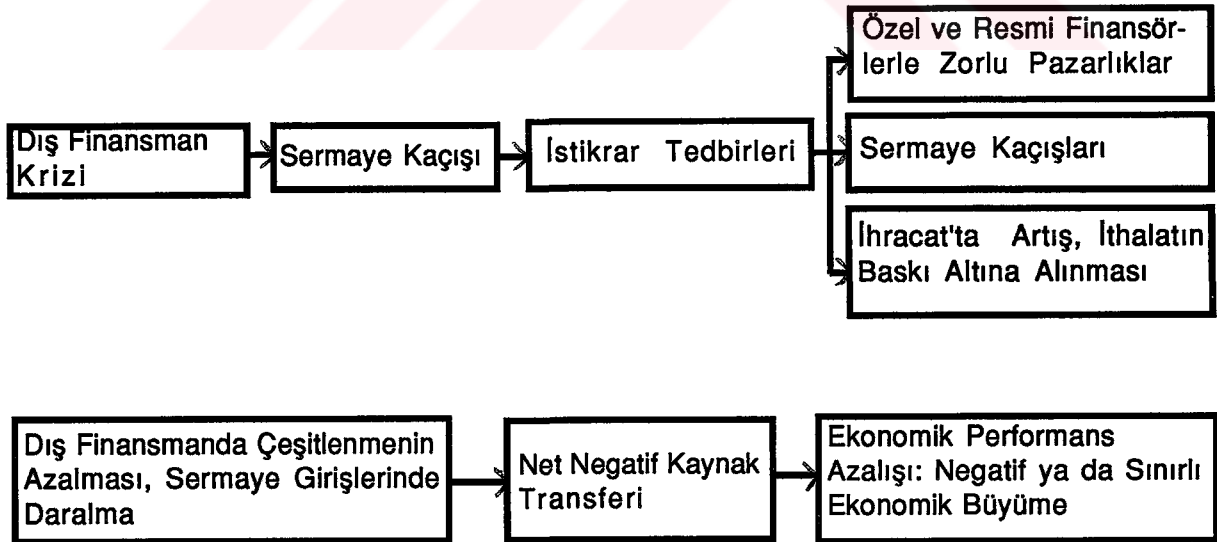 Özel ve Resmi Finansör-
lerle Zorlu Pazarlıklar
Dış Finansman
Krizi
Sermaye Kaçışı
İstikrar Tedbirleri
Sermaye Kaçışları
İhracat'ta Artış, İthalatın
Baskı Altına Alınması
Dış Finansmanda Çeşitlenmenin
Azalması, Sermaye Girişlerinde
Daralma
Net Negatif Kaynak
Transferi
Ekonomik Performans
Azalışı: Negatif ya da Sınırlı
Ekonomik Büyüme